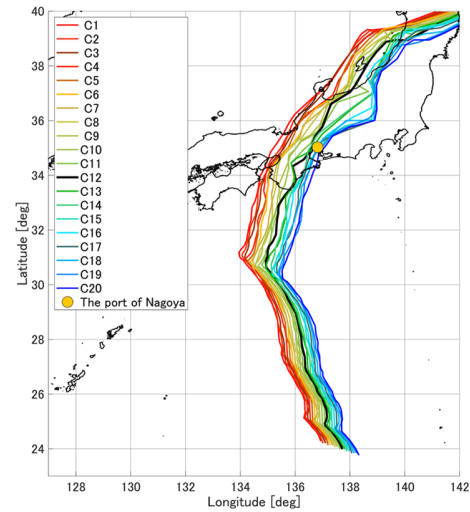 40
38
36
34
32
30
28
26
24
Latitude [deg]
C1
C2
C3
C4
C5
C6
C7
C8
C9
C10
C11
C12
C13
C14
C15
C16
C17
C18
C19
C20
The port of Nagoya
128
130
132
134
136
138
140
142
Longitude [deg]